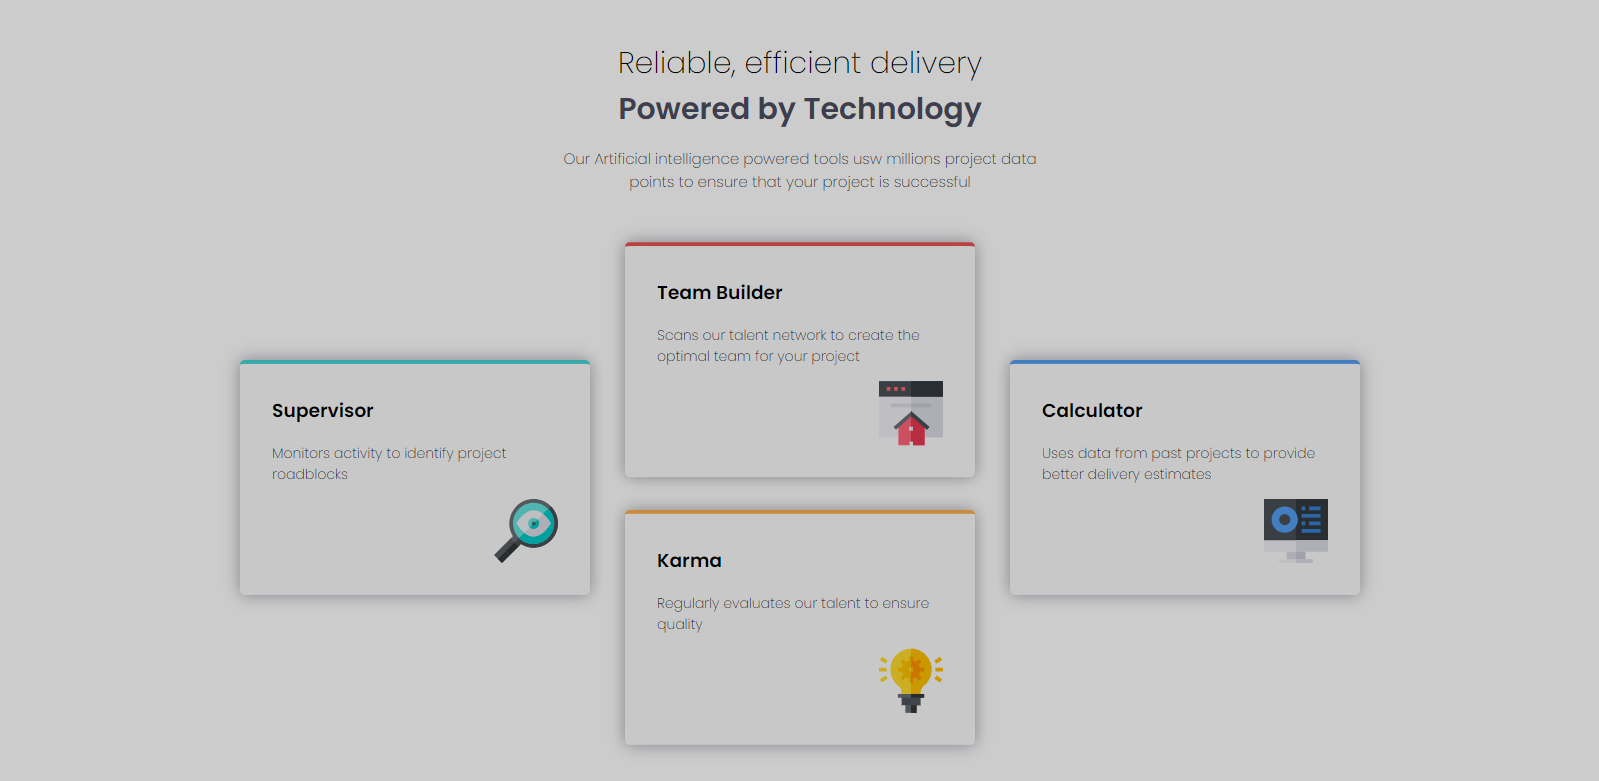 Reliable, efficient delivery
Powered by Technology
Our Artificial intelligence powered tools usw millions project data
points to ensure that your project is successful
Team Builder
Scans our talent network to create the
optimal team for your project
Supervisor
Monitors activity to identify project
roadblocks
Calculator
Uses data from past projects to provide
better delivery estimates
Karma
Regularly evaluates our talent to ensure
quality